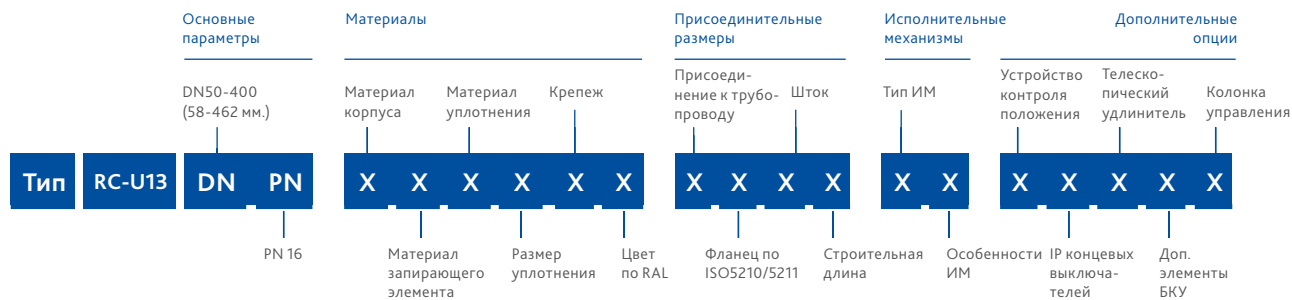 Основные
параметры
Материалы
Присоединительные
размеры
Исполнительные
механизмы
Дополнительные
опции
DN50-400
(58-462 мм.)
Материал
корпуса
Материал
уплотнения
Крепеж
Присоеди-
нение к трубо-
проводу
Шток
Тип ИМ
Устройство
контроля
положения
Телеско-
пический
удлинитель
Колонка
управления
Тип RC-U13 DN PN X X X X X X X X X X X X X X X X X
PN 16
Материал
запирающего
элемента
Размер
уплотнения
Цвет
по RAL
Фланец по
ISO5210/5211
Строительная
длина
Особенности
ИМ
IP концевых
выключа-
телей
Доп.
элементы
БКУ